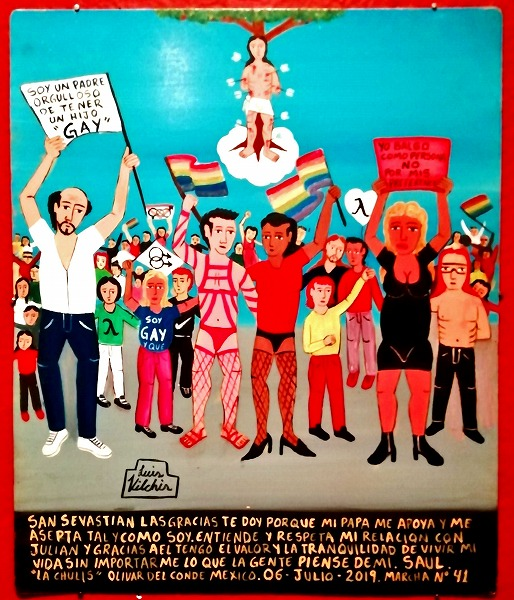 SOY UN PADRE
ORGULLOSO
DE TENER
UN HIJO
"GAY"
YO BALGO
COMO PERSONA
NO
POR MIS
λ
λ
SOY
GAY
Y QUE
Luis
Vilchis
SAN SEVASTIAN LAS GRACIAS TE DOY PORQUE MI PAPA ME APOYA Y ME
ASEPTA TAL Y COMO SOY. ENTIENDE Y RESPETA MI RELACION CON
JULIAN Y GRACIAS A EL TENGO EL VALOR Y LA TRANQUILIDAD DE VIVIR MI
VIDA SIN IMPORTARME LO QUE LA GENTE PIENSE DE MI. SAUL.
"LA CHULIS" OLIVAR DEL CONDE MEXICO. 06-JULIO-2019. MARCHA Nº 41